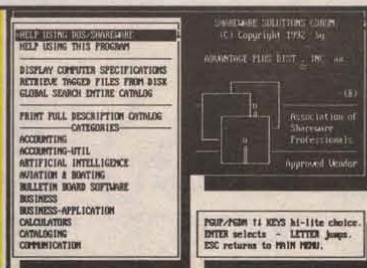 HELP USING DOS/SHAREWARE
HELP USING THIS PROGRAM
DISPLAY COMPUTER SPECIFICATIONS
RETRIEVE TAGGED FILES FROM DISK
GLOBAL SEARCH ENTIRE CATALOG
PRINT FULL DESCRIPTION CATALOG
CATEGORIES
ACCOUNTING
ACCOUNTING-UTIL
ARTIFICIAL INTELLIGENCE
AVIATION & BOATING
BULLETIN BOARD SOFTWARE
BUSINESS
BUSINESS-APPLICATION
CALCULATORS
CATALOGING
COMMUNICATION
SHAREWARE SOLUTIONS CDROM
(C) Copyright 1992 by
ADVANTAGE PLUS DIST., INC.
(R)
Association of
Shareware
Professionals
Approved Vendor
PGUP/PGDN ↑↓ KEYS hi-lite choice.
ENTER selects - LETTER jumps.
ESC returns to MAIN MENU.